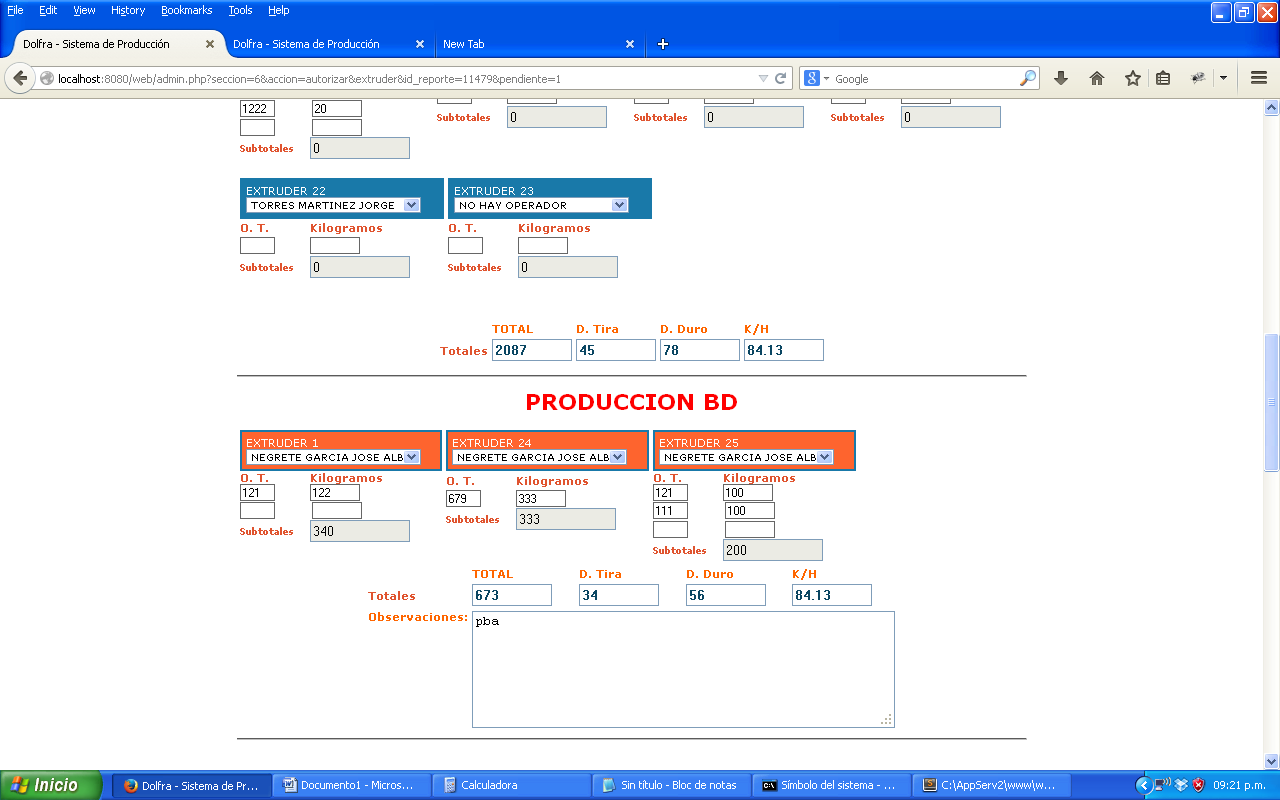 File Edit View History Bookmarks Tools Help
Dolfra - Sistema de Producción Dolfra - Sistema de Producción New Tab
localhost:8080/web/admin.php?seccion=6&accion=autorizar&extruder&id_reporte=11479&pendiente=1 Google
1222 20
Subtotales 0 Subtotales 0 Subtotales 0
Subtotales 0
EXTRUDER 22 EXTRUDER 23
TORRES MARTINEZ JORGE NO HAY OPERADOR
O. T. Kilogramos O. T. Kilogramos
Subtotales 0 Subtotales 0
TOTAL D. Tira D. Duro K/H
Totales 2087 45 78 84.13
PRODUCCION BD
EXTRUDER 1 EXTRUDER 24 EXTRUDER 25
NEGRETE GARCIA JOSE ALB NEGRETE GARCIA JOSE ALB NEGRETE GARCIA JOSE ALB
O. T. Kilogramos O. T. Kilogramos O. T. Kilogramos
121 122 679 333 121 100
111 100
Subtotales 340 Subtotales 333
Subtotales 200
TOTAL D. Tira D. Duro K/H
Totales 673 34 56 84.13
Observaciones: pba
Inicio Dolfra - Sistema de Pr... Documento1 - Micros... Calculadora Sin título - Bloc de notas Símbolo del sistema - ... C:\AppServ2\www\w... 09:21 p.m.